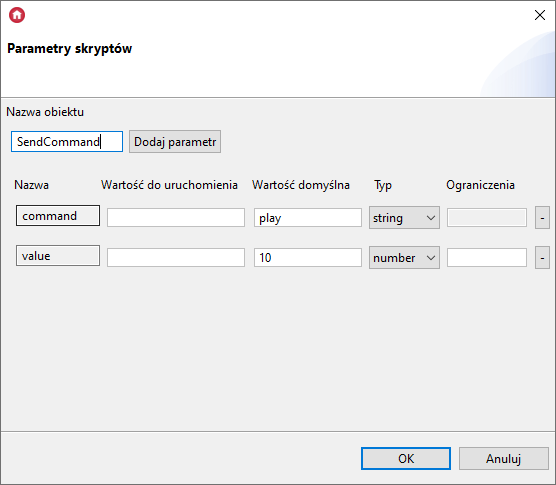 Parametry skryptów
Nazwa obiektu
SendCommand Dodaj parametr
Nazwa Wartość do uruchomienia Wartość domyślna Typ Ograniczenia
command play string -
value 10 number -
OK Anuluj